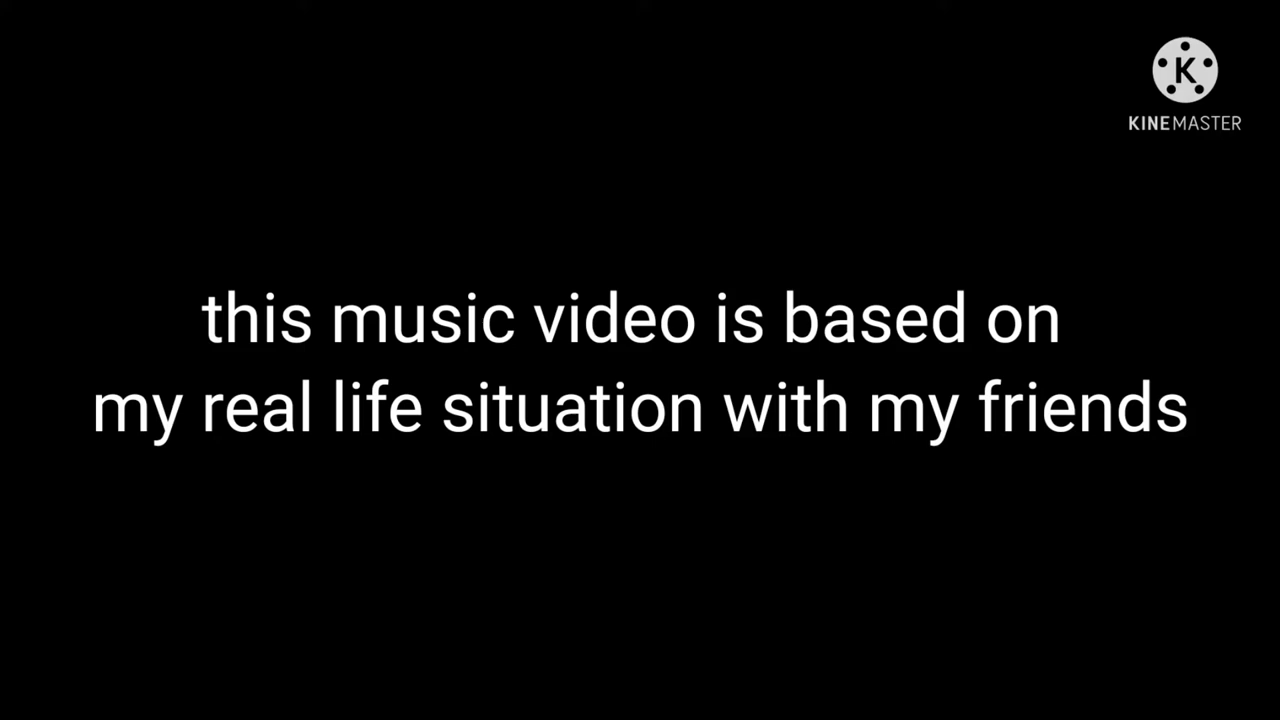 K
KINEMASTER
this music video is based on
my real life situation with my friends